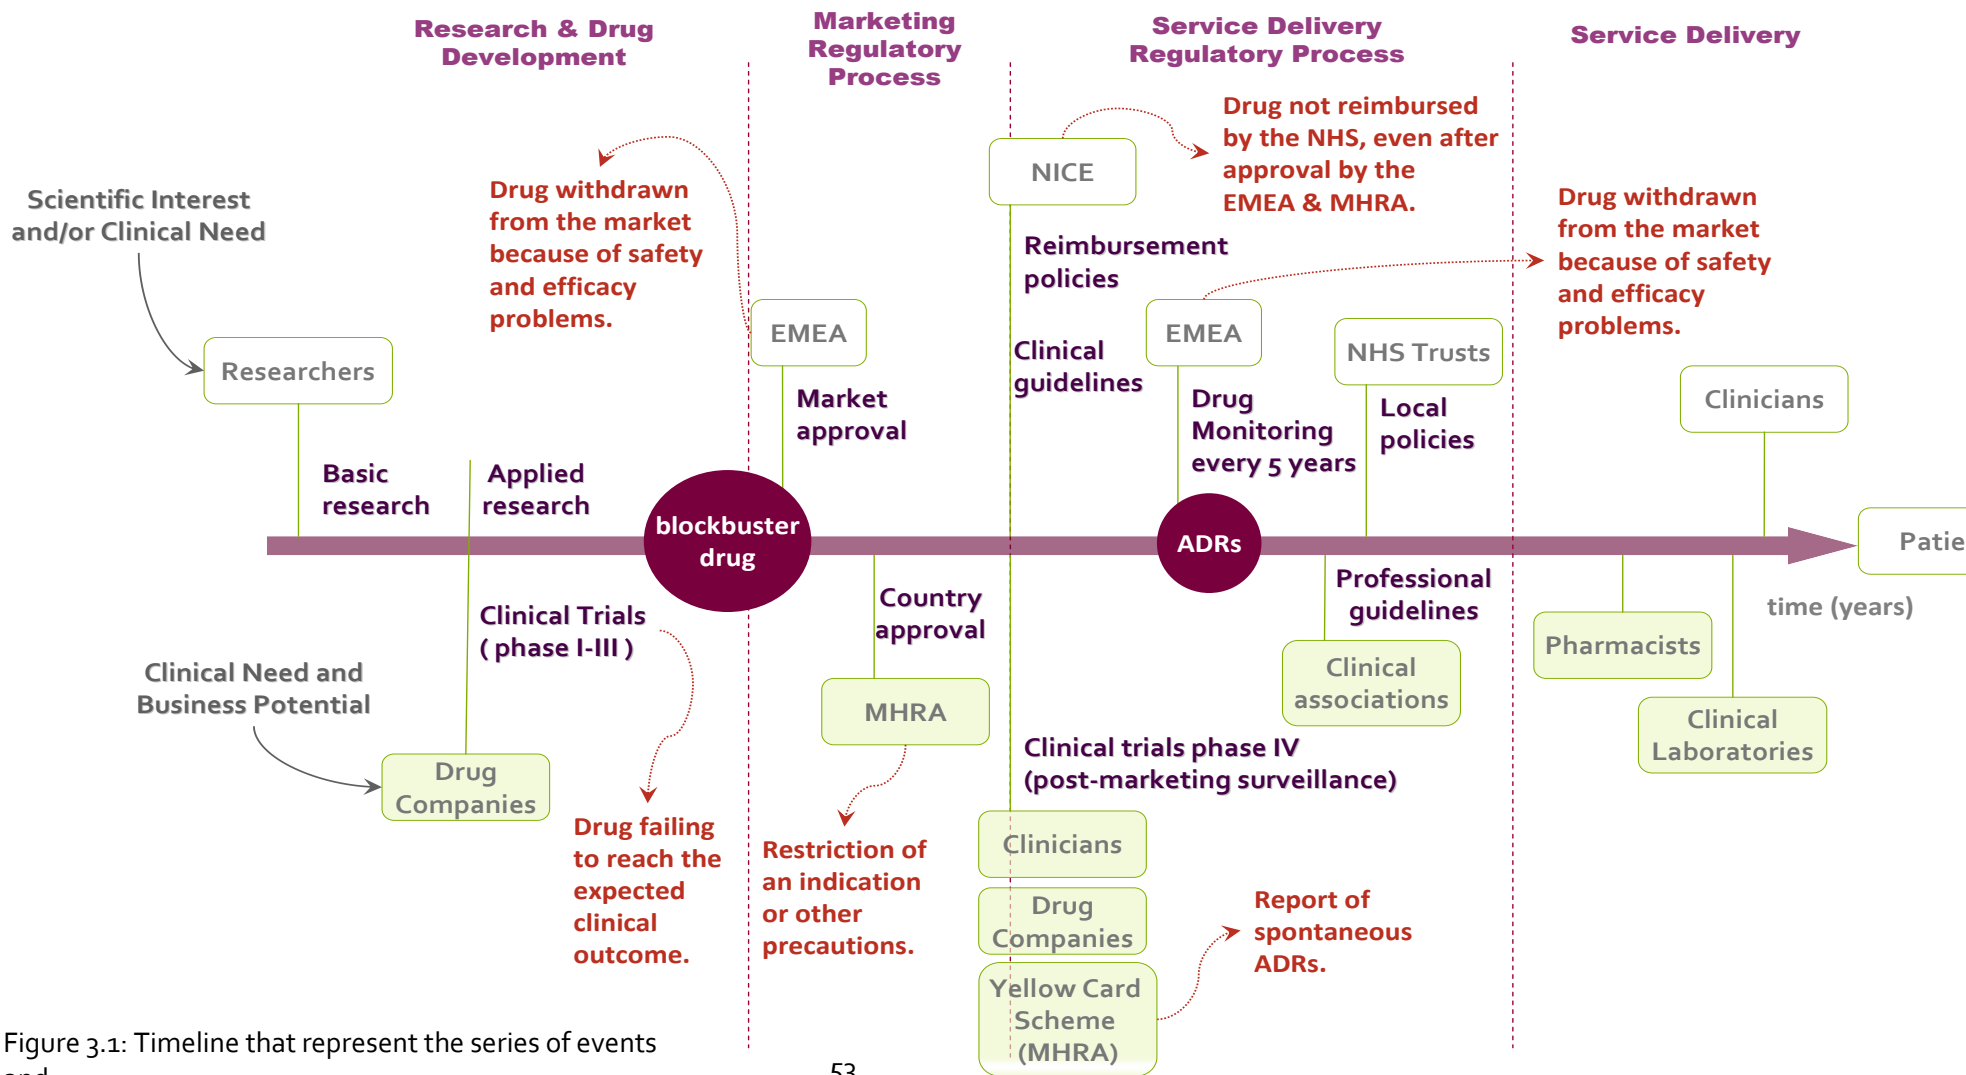 Research & Drug
Development
Marketing
Regulatory
Process
Service Delivery
Regulatory Process
Service Delivery
Drug not reimbursed
by the NHS, even after
approval by the
EMEA & MHRA.
NICE
Drug withdrawn
from the market
because of safety
and efficacy
problems.
Scientific Interest
and/or Clinical Need
Drug withdrawn
from the market
because of safety
and efficacy
problems.
Reimbursement
policies
EMEA
EMEA
NHS Trusts
Researchers
Clinical
guidelines
Market
approval
Drug
Monitoring
every 5 years
Local
policies
Clinicians
Basic
research
Applied
research
blockbuster
drug
ADRs
Patie
time (years)
Clinical Trials
( phase I-III )
Country
approval
Professional
guidelines
Pharmacists
Clinical Need and
Business Potential
MHRA
Clinical
associations
Clinical
Laboratories
Drug
Companies
Clinical trials phase IV
(post-marketing surveillance)
Drug failing
to reach the
expected
clinical
outcome.
Restriction of
an indication
or other
precautions.
Clinicians
Drug
Companies
Yellow Card
Scheme
(MHRA)
Report of
spontaneous
ADRs.
Figure 3.1: Timeline that represent the series of events
and
53